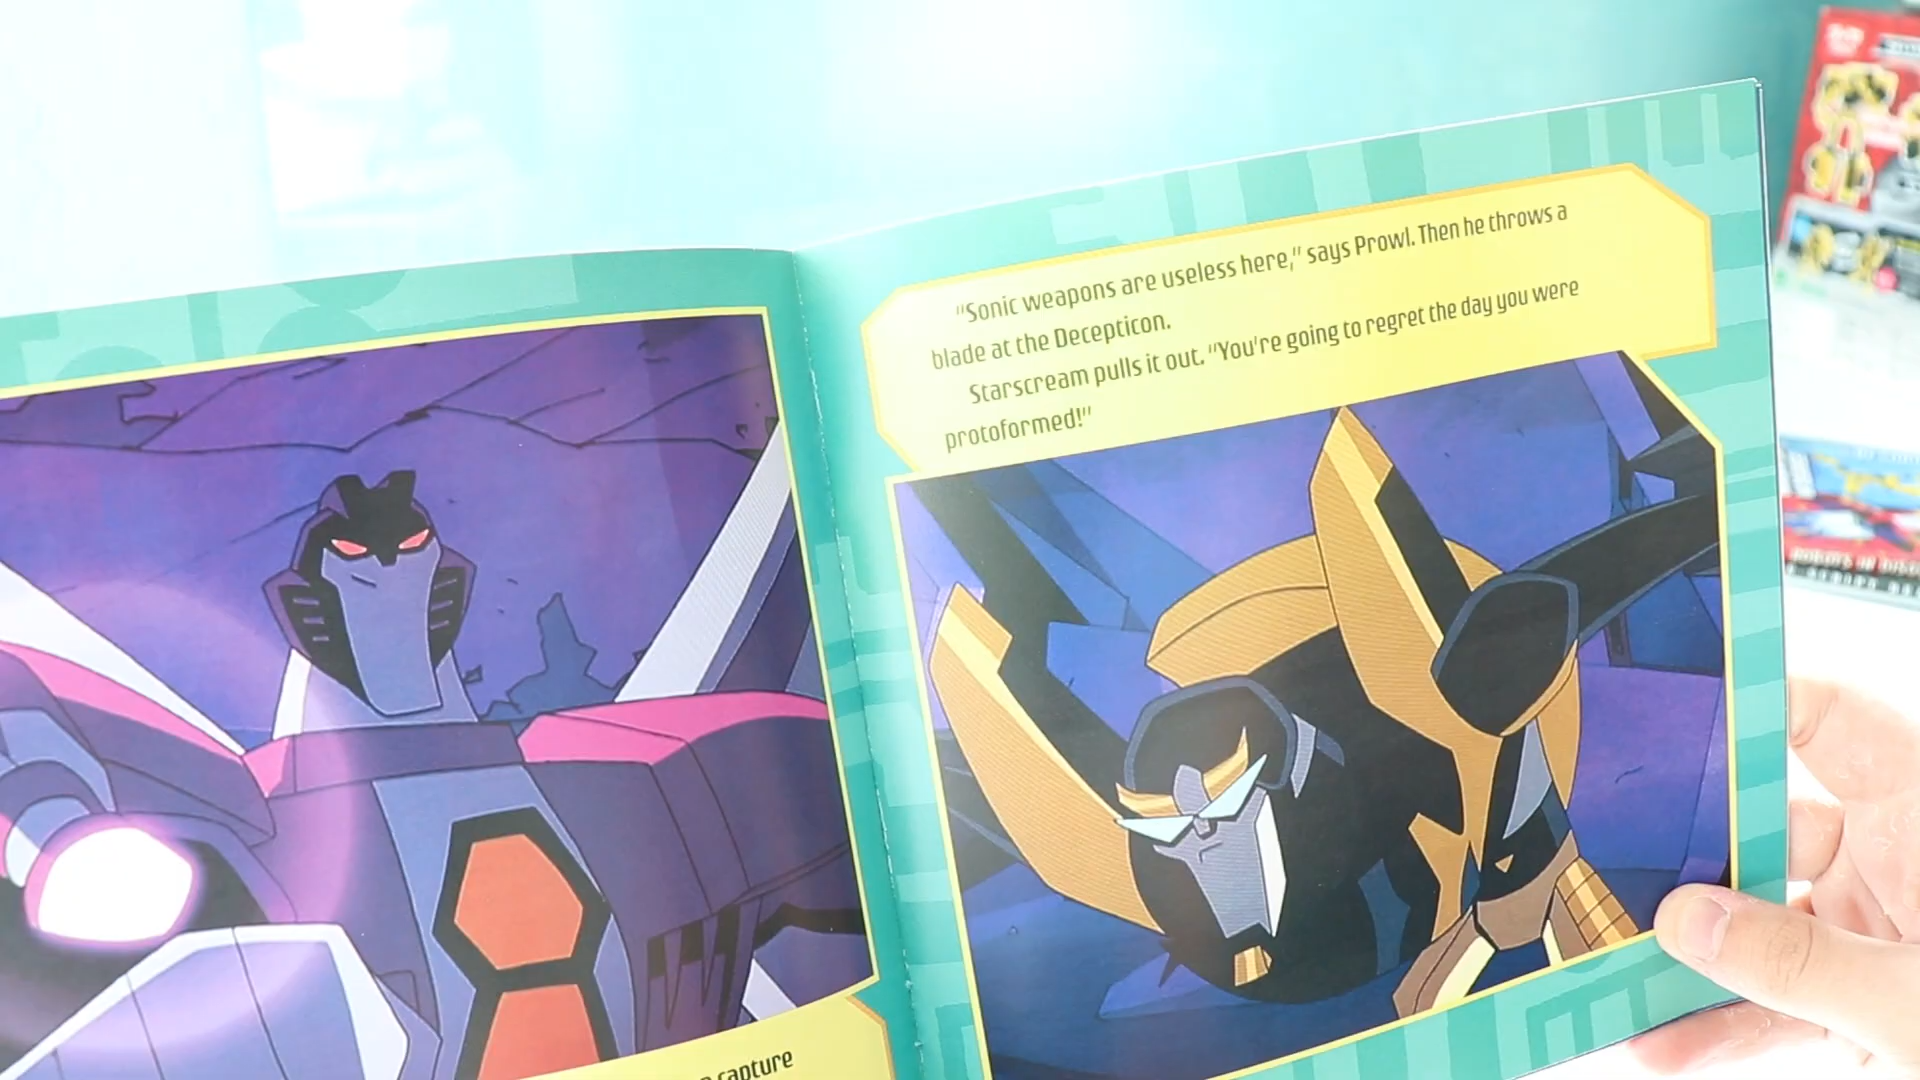 capture
"Sonic weapons are useless here," says Prowl. Then he throws a
blade at the Decepticon.
Starscream pulls it out. "You're going to regret the day you were
protoformed!"